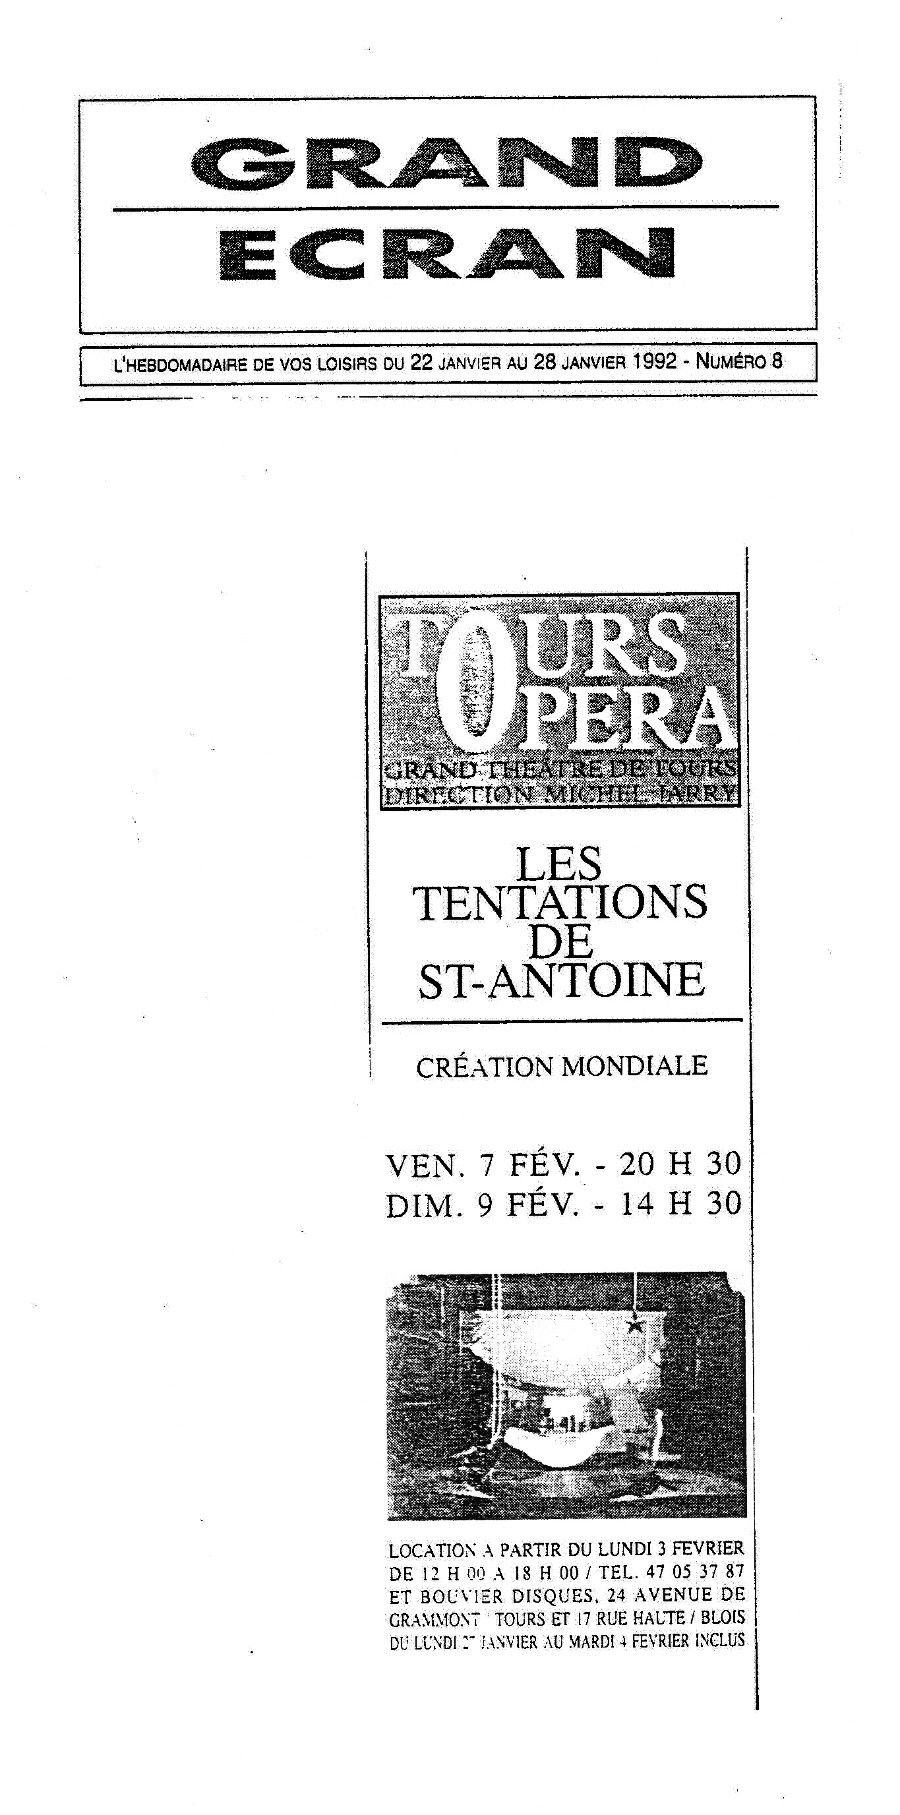 GRAND
ECRAN
L'HEBDOMADAIRE DE VOS LOISIRS DU 22 JANVIER AU 28 JANVIER 1992 - NUMÉRO 8
TOURS
OPERA
GRAND THEÂTRE DE TOURS
DIRECTION MICHEL JARRY
LES
TENTATIONS
DE
ST-ANTOINE
CRÉATION MONDIALE
VEN. 7 FÉV. - 20 H 30
DIM. 9 FÉV. - 14 H 30
LOCATION A PARTIR DU LUNDI 3 FEVRIER
DE 12 H 00 A 18 H 00 / TEL. 47 05 37 87
ET BOUVIER DISQUES, 24 AVENUE DE
GRAMMONT TOURS ET 17 RUE HAUTE / BLOIS
DU LUNDI JANVIER AU MARDI 4 FEVRIER INCLUS